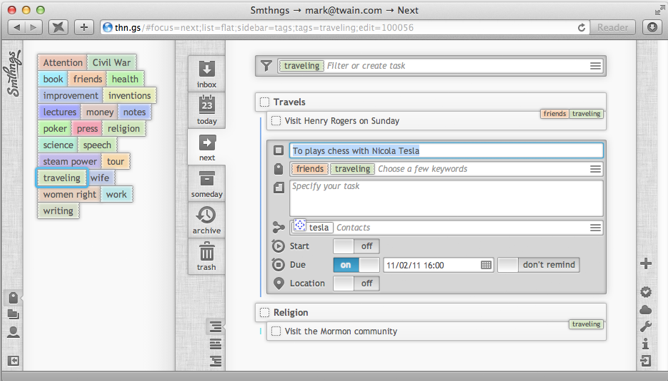 Smthngs → mark@twain.com → Next
thn.gs/#focus=next;list=flat;sidebar=tags;tags=traveling;edit=100056
Reader
Smthngs
Attention Civil War
book friends health
improvement inventions
lectures money notes
poker press religion
science speech
steam power tour
traveling wife
women right work
writing
inbox
23
today
next
someday
archive
trash
traveling Filter or create task
Travels
Visit Henry Rogers on Sunday
friends traveling
To plays chess with Nicola Tesla
friends traveling Choose a few keywords
Specify your task
tesla Contacts
Start off
Due on 11/02/11 16:00 don't remind
Location off
Religion
Visit the Mormon community
traveling